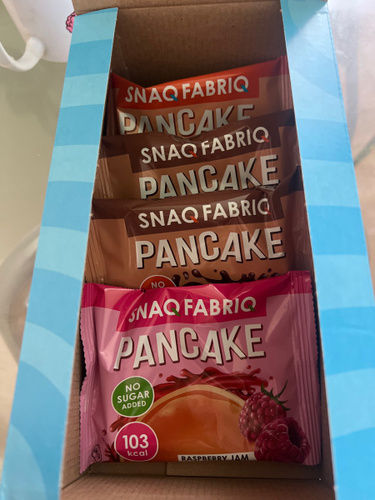 SNAQ FABRIQ
PANCAKE
SNAQ FABRIQ
PANCAKE
SNAQ FABRIQ
PANCAKE
NO
SNAQ FABRIQ
PANCAKE
NO
SUGAR
ADDED
103
kcal
RASPBERRY JAM